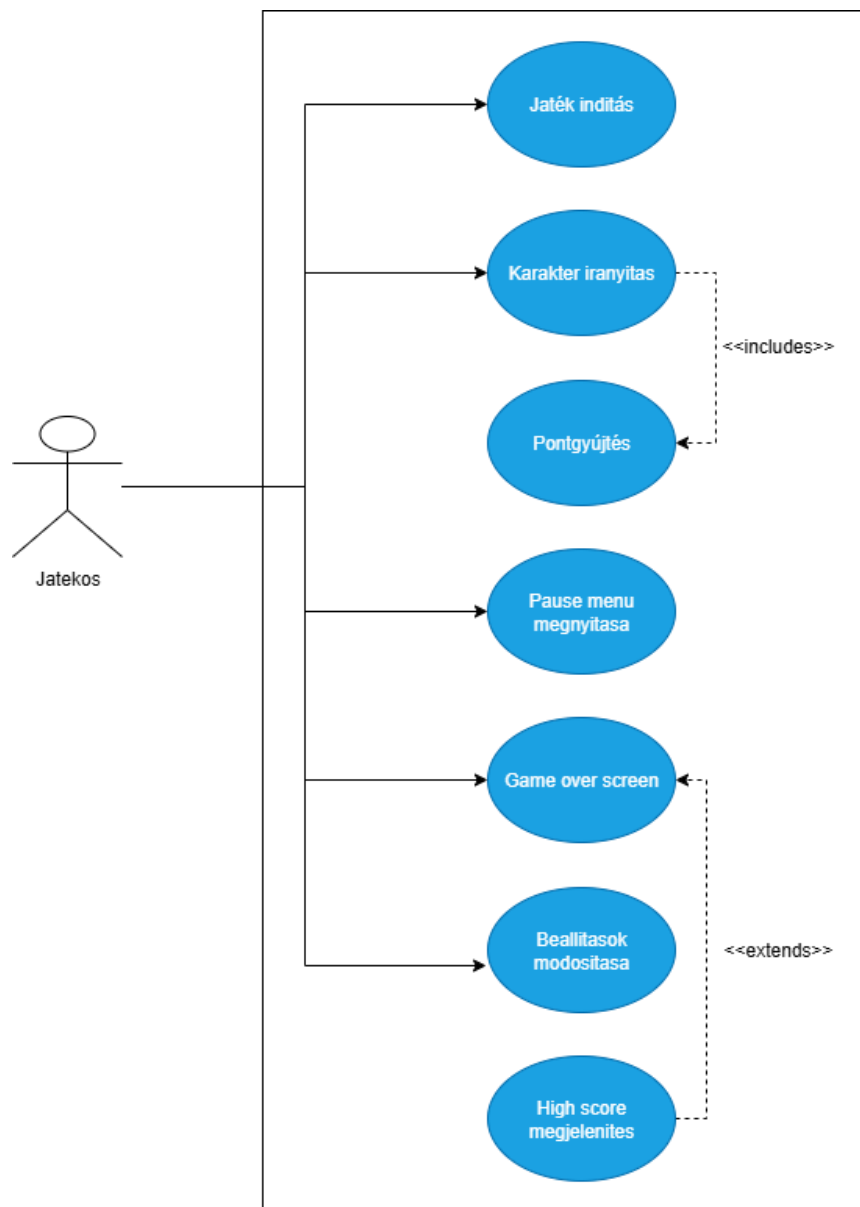 Jaték inditás
Karakter iranyitas
<<includes>>
Pontgyújtés
Jatekos
Pause menu
megnyitasa
Game over screen
Beallitasok
modositasa
<<extends>>
High score
megjelenites